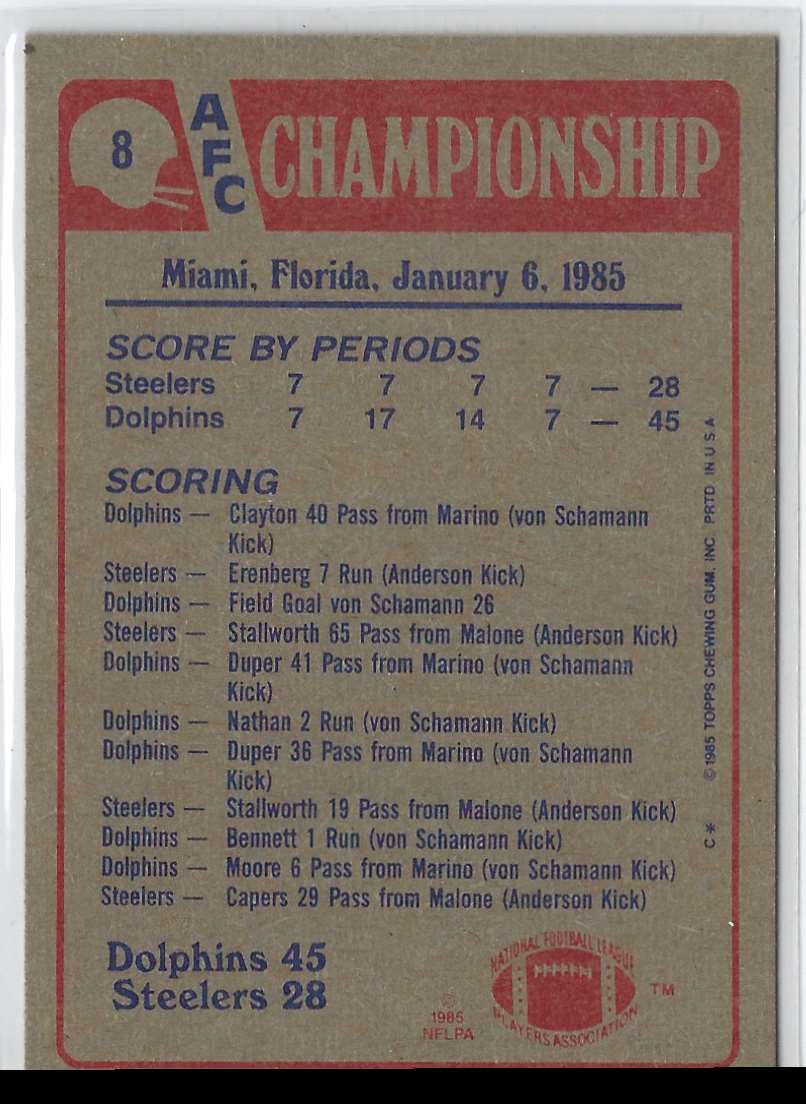 8
AFC
CHAMPIONSHIP
Miami, Florida, January 6, 1985
SCORE BY PERIODS
Steelers 7 7 7 7 — 28
Dolphins 7 17 14 7 — 45
SCORING
Dolphins — Clayton 40 Pass from Marino (von Schamann
Kick)
Steelers — Erenberg 7 Run (Anderson Kick)
Dolphins — Field Goal von Schamann 26
Steelers — Stallworth 65 Pass from Malone (Anderson Kick)
Dolphins — Duper 41 Pass from Marino (von Schamann
Kick)
Dolphins — Nathan 2 Run (von Schamann Kick)
Dolphins — Duper 36 Pass from Marino (von Schamann
Kick)
Steelers — Stallworth 19 Pass from Malone (Anderson Kick)
Dolphins — Bennett 1 Run (von Schamann Kick)
Dolphins — Moore 6 Pass from Marino (von Schamann Kick)
Steelers — Capers 29 Pass from Malone (Anderson Kick)
Dolphins 45
Steelers 28
©
1985
NFLPA
NATIONAL FOOTBALL LEAGUE
PLAYERS ASSOCIATION
TM
C* ©1985 TOPPS CHEWING GUM, INC. PRTD. IN U S A